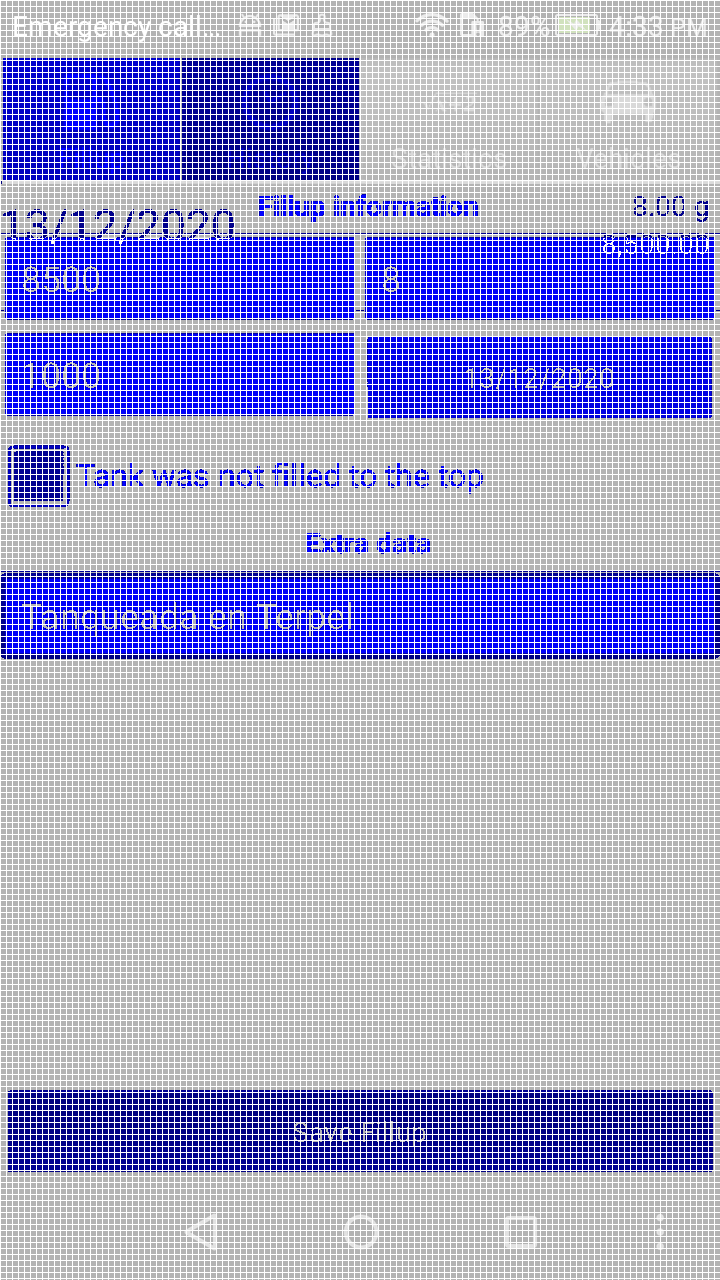 Emergency call... 89% 4:33 PM
Statistics Vehicles
Fillup information 8.00 g
13/12/2020
8,500.00
8500 8
1000 13/12/2020
Tank was not filled to the top
Extra data
Tanqueada en Terpel
Save Fillup